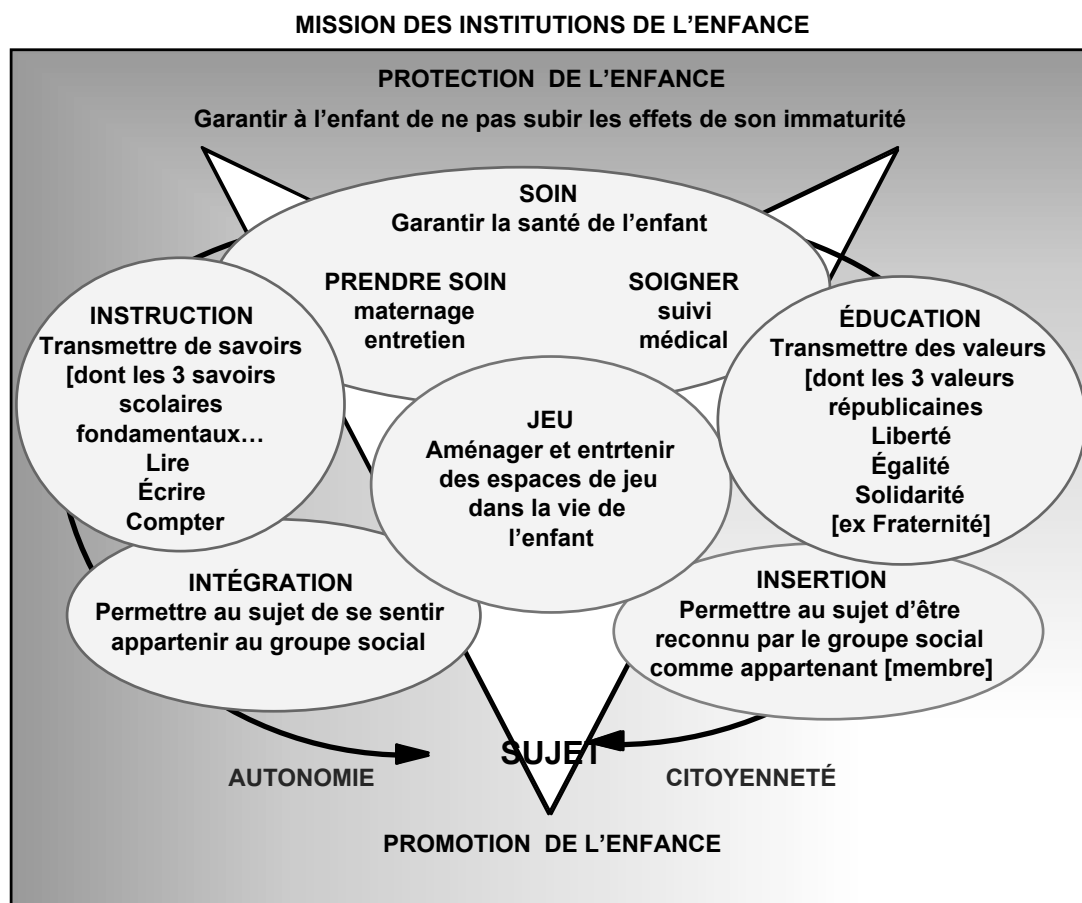 MISSION DES INSTITUTIONS DE L’ENFANCE
PROTECTION DE L’ENFANCE
Garantir à l’enfant de ne pas subir les effets de son immaturité
SOIN
Garantir la santé de l’enfant
PRENDRE SOIN
maternage
entretien
SOIGNER
suivi
médical
INSTRUCTION
Transmettre de savoirs
[dont les 3 savoirs
scolaires
fondamentaux…
Lire
Écrire
Compter
ÉDUCATION
Transmettre des valeurs
[dont les 3 valeurs
républicaines
Liberté
Égalité
Solidarité
[ex Fraternité]
JEU
Aménager et entrtenir
des espaces de jeu
dans la vie de
l’enfant
INTÉGRATION
Permettre au sujet de se sentir
appartenir au groupe social
INSERTION
Permettre au sujet d’être
reconnu par le groupe social
comme appartenant [membre]
SUJET
AUTONOMIE
CITOYENNETÉ
PROMOTION DE L’ENFANCE